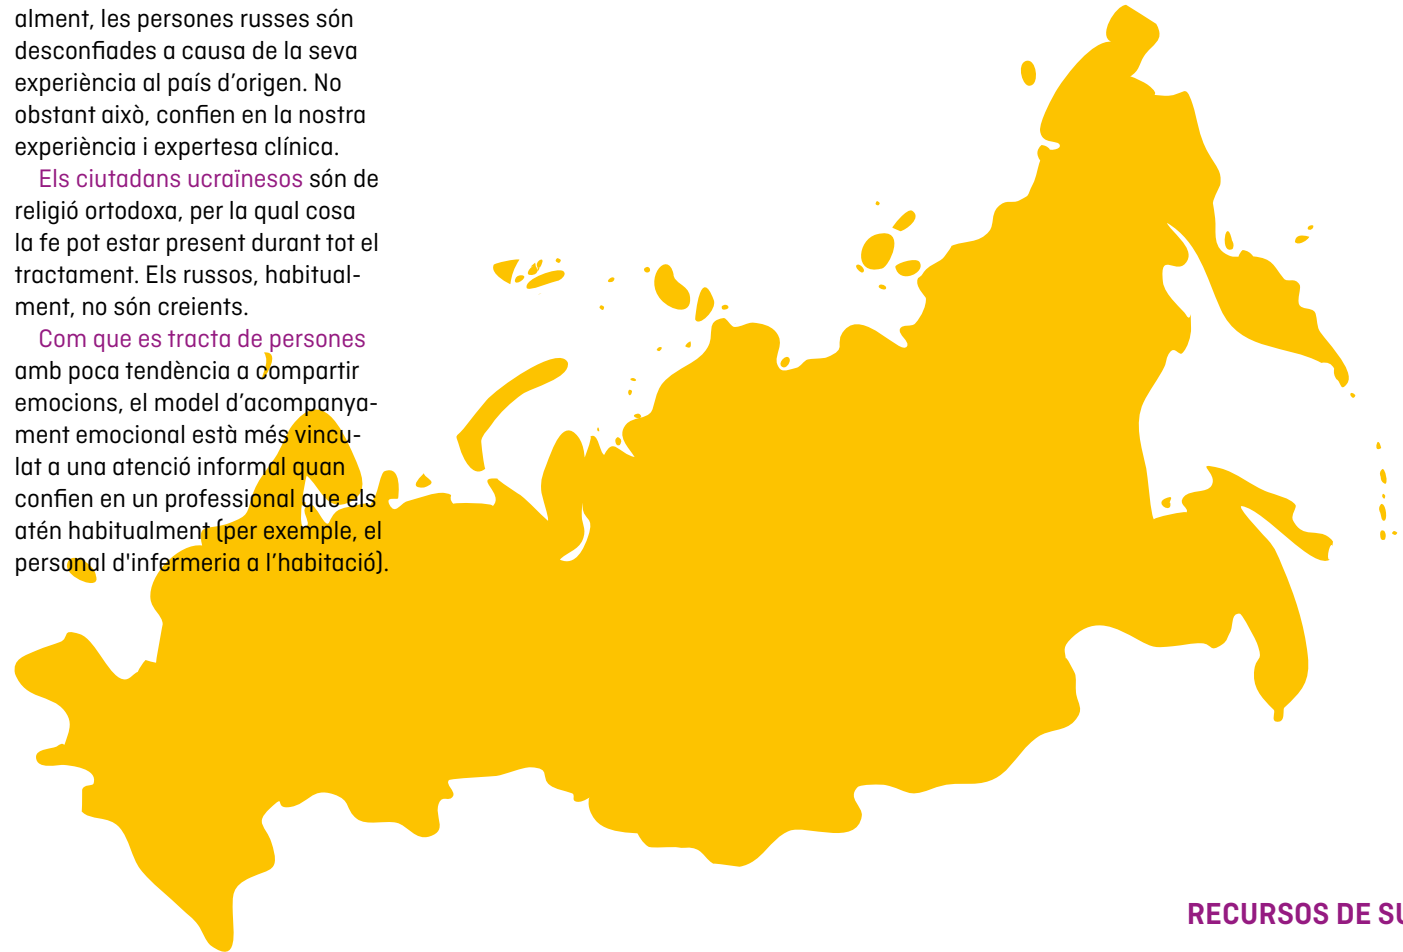 alment, les persones russes són
desconfiades a causa de la seva
experiència al país d’origen. No
obstant això, confien en la nostra
experiència i expertesa clínica.
Els ciutadans ucraïnesos són de
religió ortodoxa, per la qual cosa
la fe pot estar present durant tot el
tractament. Els russos, habitual-
ment, no són creients.
Com que es tracta de persones
amb poca tendència a compartir
emocions, el model d’acompanya-
ment emocional està més vincu-
lat a una atenció informal quan
confien en un professional que els
atén habitualment (per exemple, el
personal d'infermeria a l’habitació).
RECURSOS DE SU